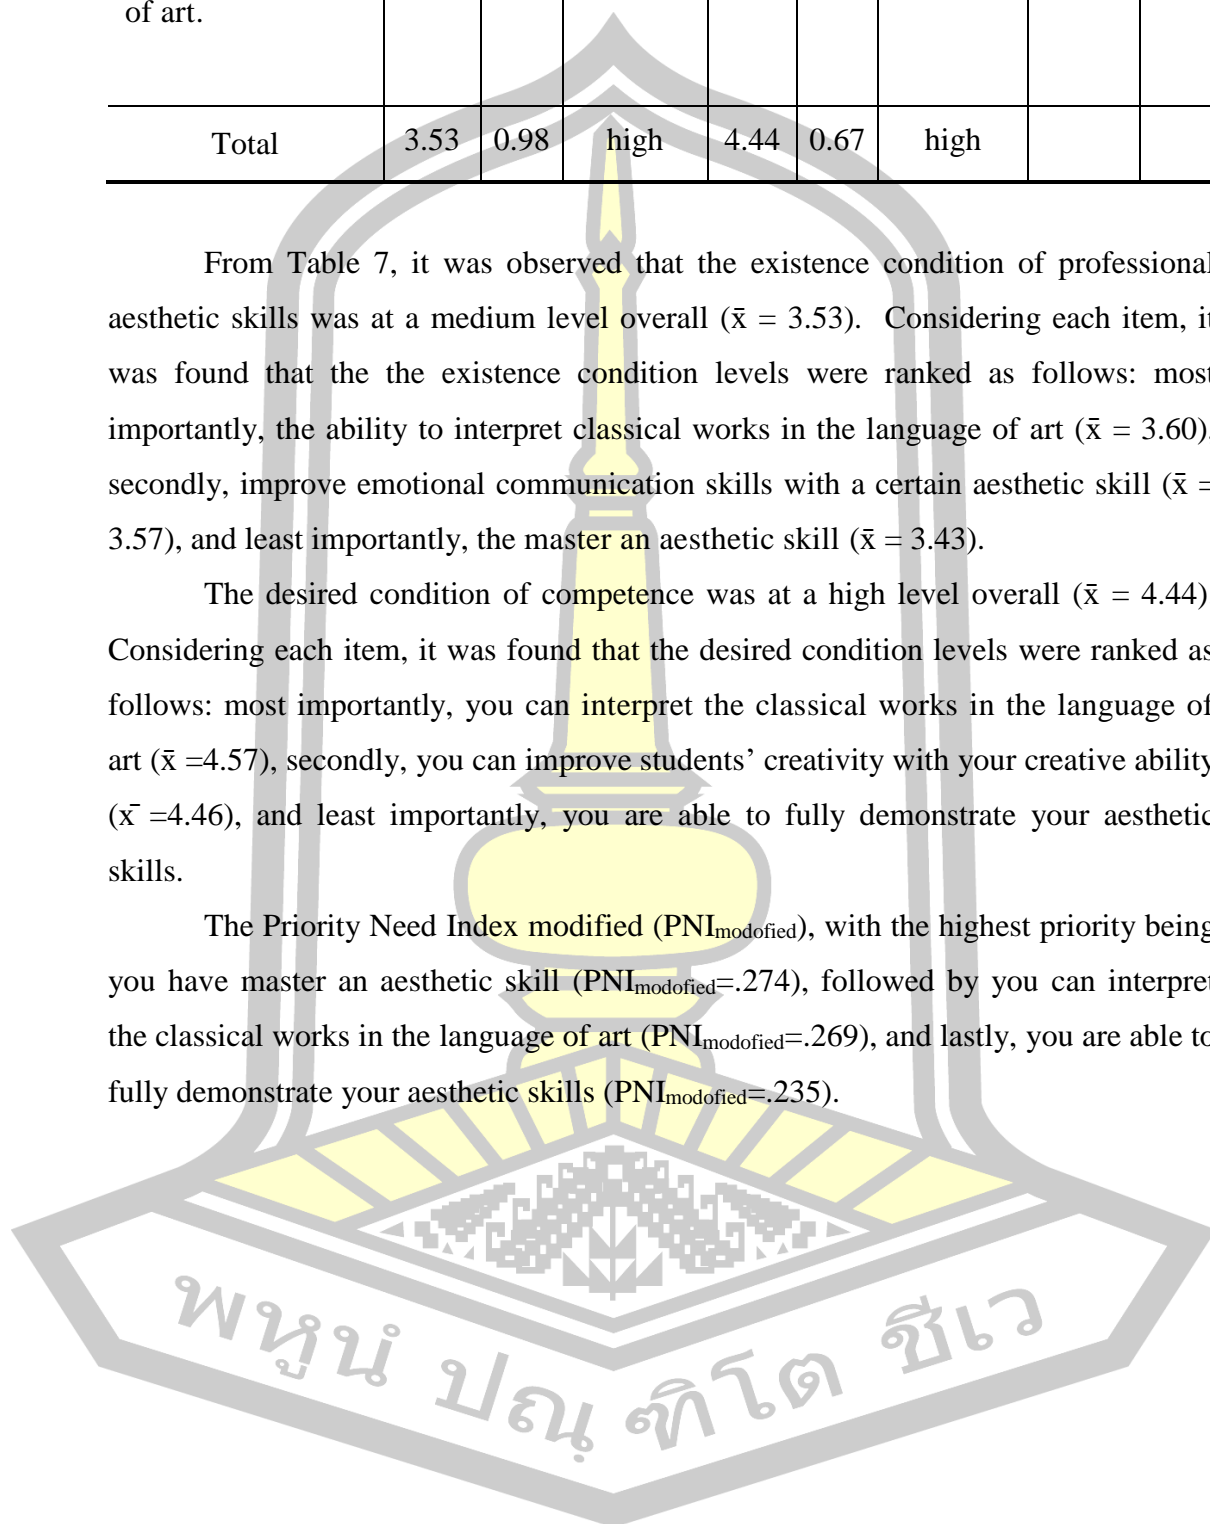 of art.
Total 3.53 0.98 high 4.44 0.67 high
From Table 7, it was observed that the existence condition of professional
aesthetic skills was at a medium level overall (x̄ = 3.53). Considering each item, it
was found that the the existence condition levels were ranked as follows: most
importantly, the ability to interpret classical works in the language of art (x̄ = 3.60),
secondly, improve emotional communication skills with a certain aesthetic skill (x̄ =
3.57), and least importantly, the master an aesthetic skill (x̄ = 3.43).
The desired condition of competence was at a high level overall (x̄ = 4.44)
Considering each item, it was found that the desired condition levels were ranked as
follows: most importantly, you can interpret the classical works in the language of
art (x̄ =4.57), secondly, you can improve students’ creativity with your creative ability
(x ̄ =4.46), and least importantly, you are able to fully demonstrate your aesthetic
skills.
The Priority Need Index modified (PNImodofied), with the highest priority being
you have master an aesthetic skill (PNImodofied=.274), followed by you can interpret
the classical works in the language of art (PNImodofied=.269), and lastly, you are able to
fully demonstrate your aesthetic skills (PNImodofied=.235).
พหูนํ ปณฺฑิโต ชีเว